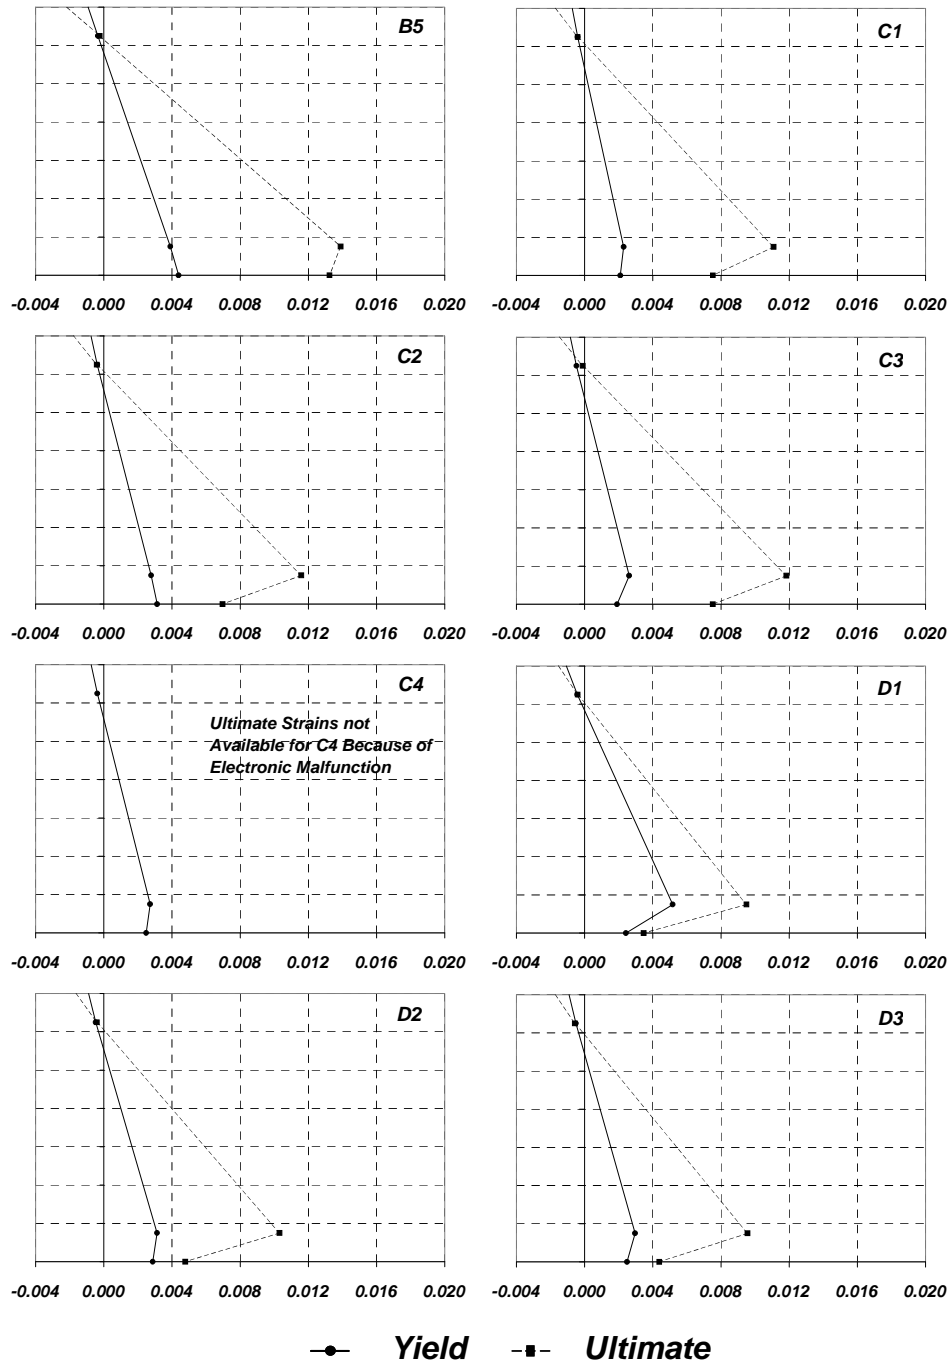 B5
C1
-0.004 0.000 0.004 0.008 0.012 0.016 0.020
-0.004 0.000 0.004 0.008 0.012 0.016 0.020
C2
C3
-0.004 0.000 0.004 0.008 0.012 0.016 0.020
-0.004 0.000 0.004 0.008 0.012 0.016 0.020
C4
Ultimate Strains not
Available for C4 Because of
Electronic Malfunction
D1
-0.004 0.000 0.004 0.008 0.012 0.016 0.020
-0.004 0.000 0.004 0.008 0.012 0.016 0.020
D2
D3
-0.004 0.000 0.004 0.008 0.012 0.016 0.020
-0.004 0.000 0.004 0.008 0.012 0.016 0.020
Yield Ultimate